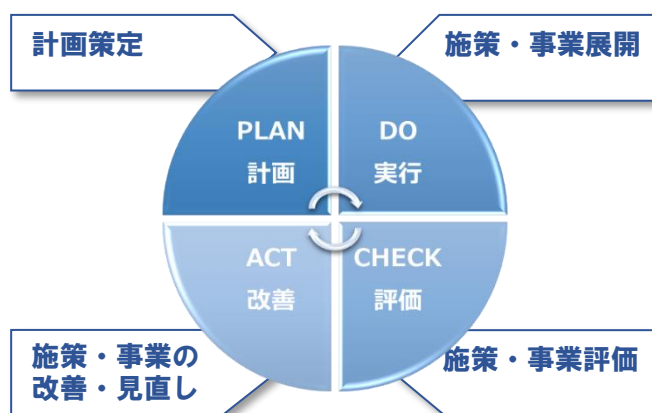 計画策定
施策・事業展開
PLAN
計画
DO
実行
ACT
改善
CHECK
評価
施策・事業の
改善・見直し
施策・事業評価